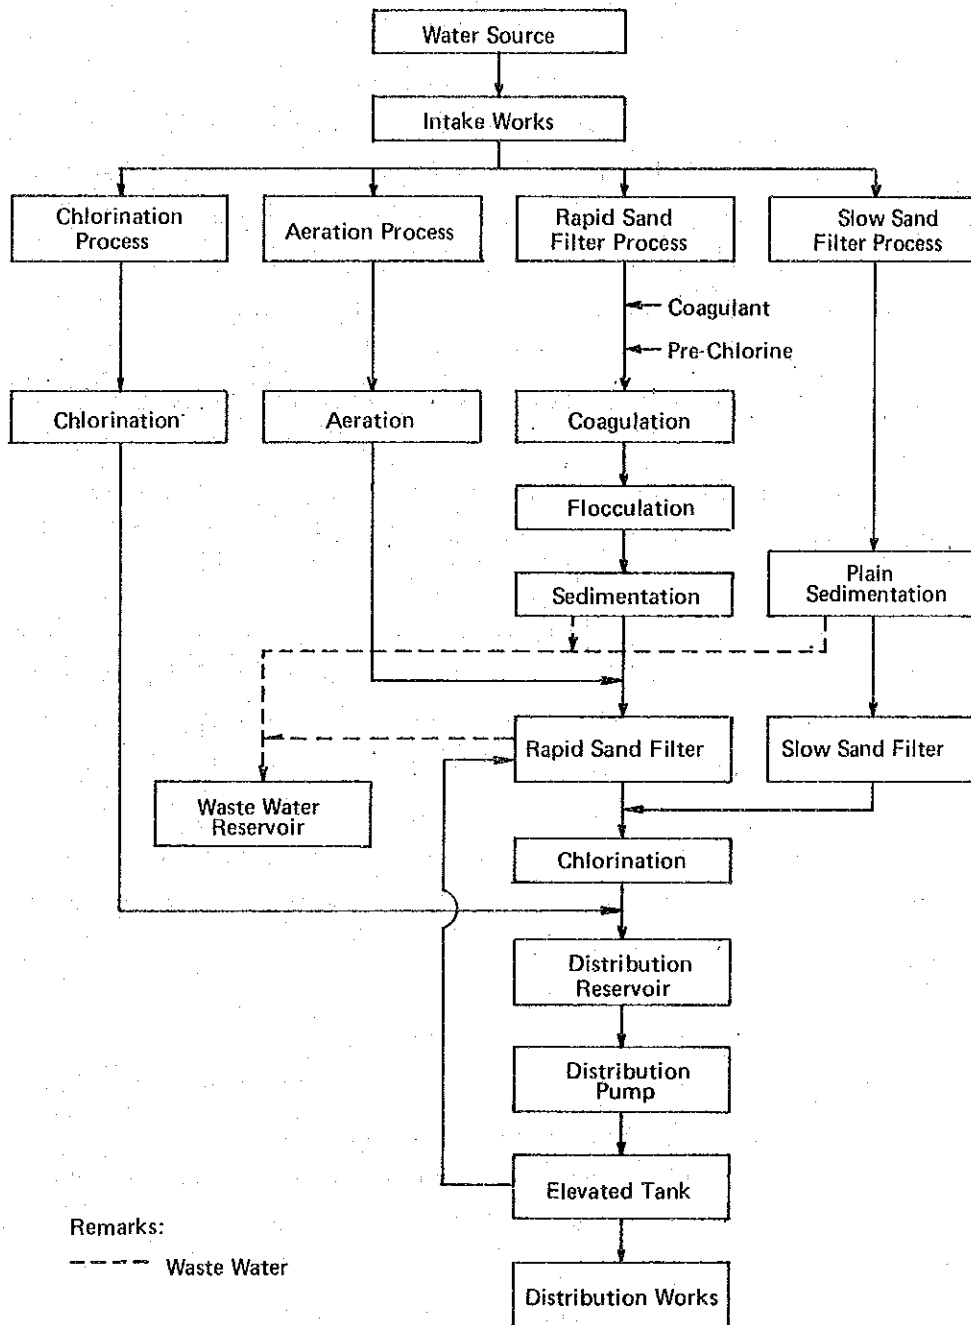 Water Source
Intake Works
Chlorination
Process
Aeration Process
Rapid Sand
Filter Process
Slow Sand
Filter Process
Coagulant
Pre-Chlorine
Chlorination
Aeration
Coagulation
Flocculation
Sedimentation
Plain
Sedimentation
Rapid Sand Filter
Slow Sand Filter
Waste Water
Reservoir
Chlorination
Distribution
Reservoir
Distribution
Pump
Elevated Tank
Remarks:
Waste Water
Distribution Works